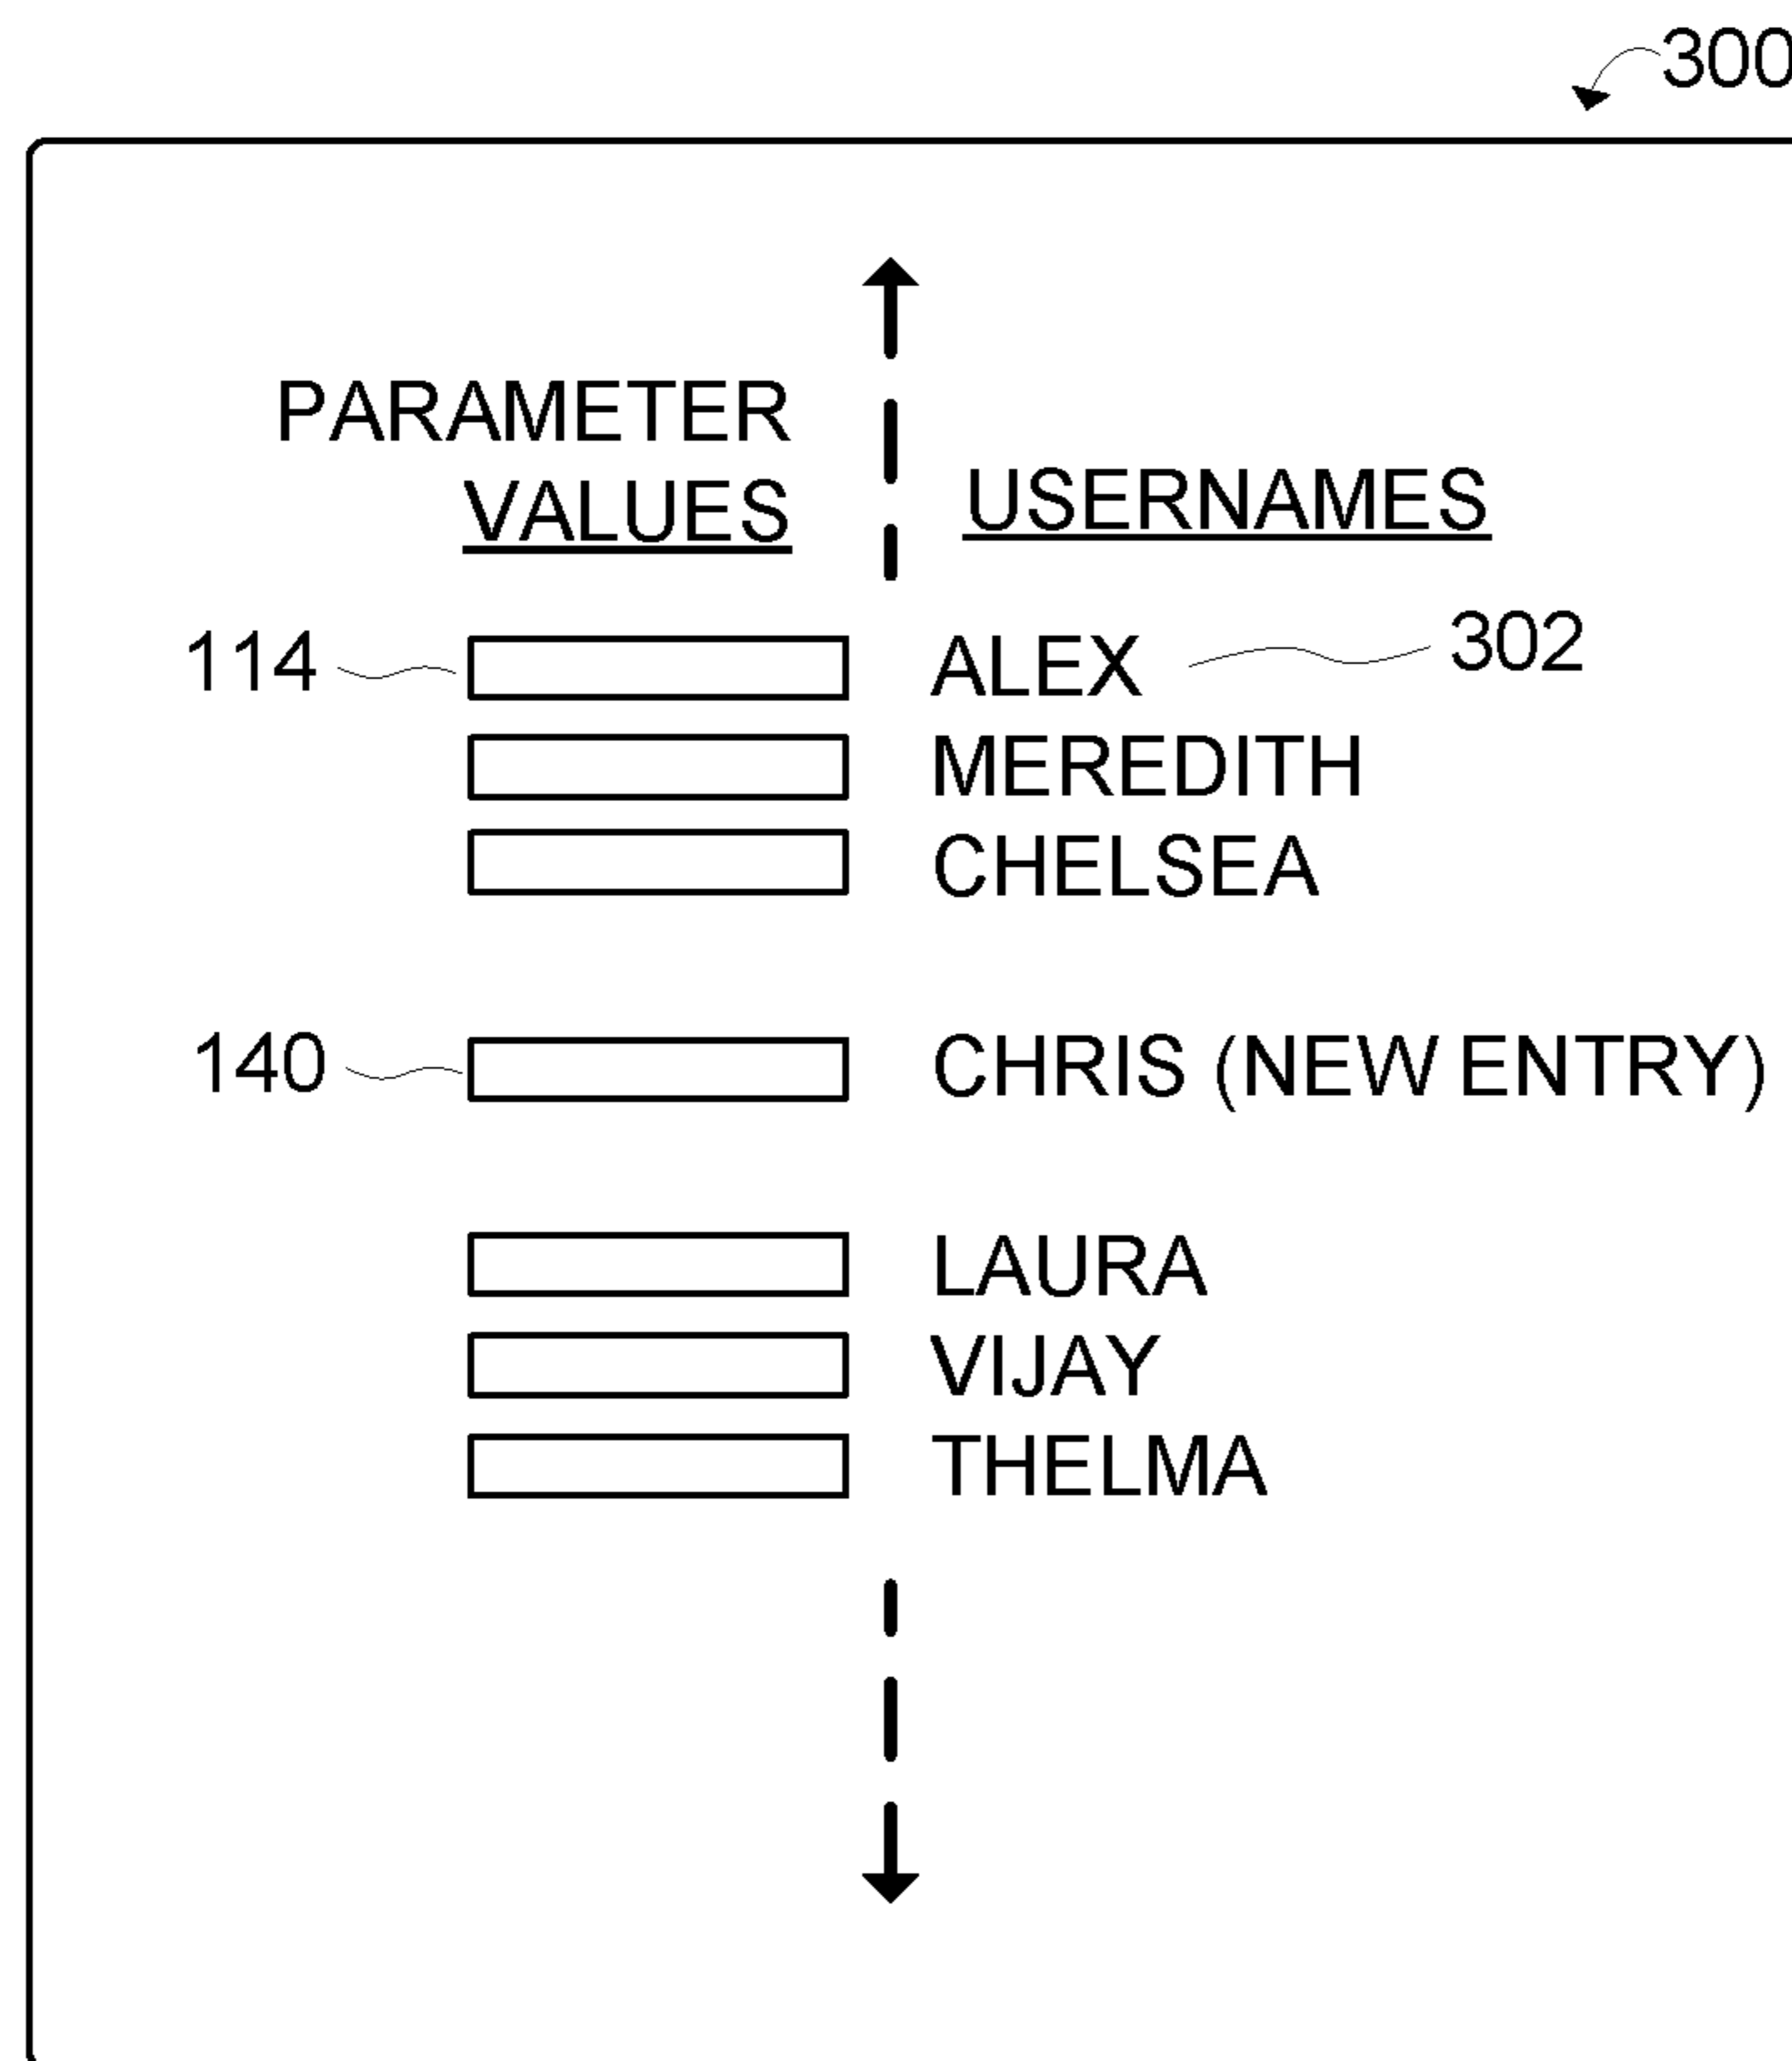 300
PARAMETER
VALUES
USERNAMES
114 ALEX 302
MEREDITH
CHELSEA
140 CHRIS (NEW ENTRY)
LAURA
VIJAY
THELMA